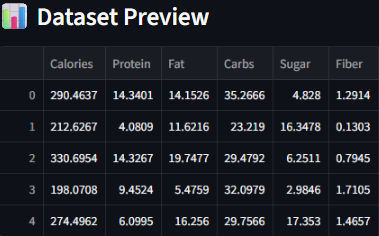 Dataset Preview
Calories Protein Fat Carbs Sugar Fiber
0 290.4637 14.3401 14.1526 35.2666 4.828 1.2914
1 212.6267 4.0809 11.6216 23.219 16.3478 0.1303
2 330.6954 14.3267 19.7477 29.4792 6.2511 0.7945
3 198.0708 9.4524 5.4759 32.0979 2.9846 1.7105
4 274.4962 6.0995 16.256 29.7566 17.353 1.4657